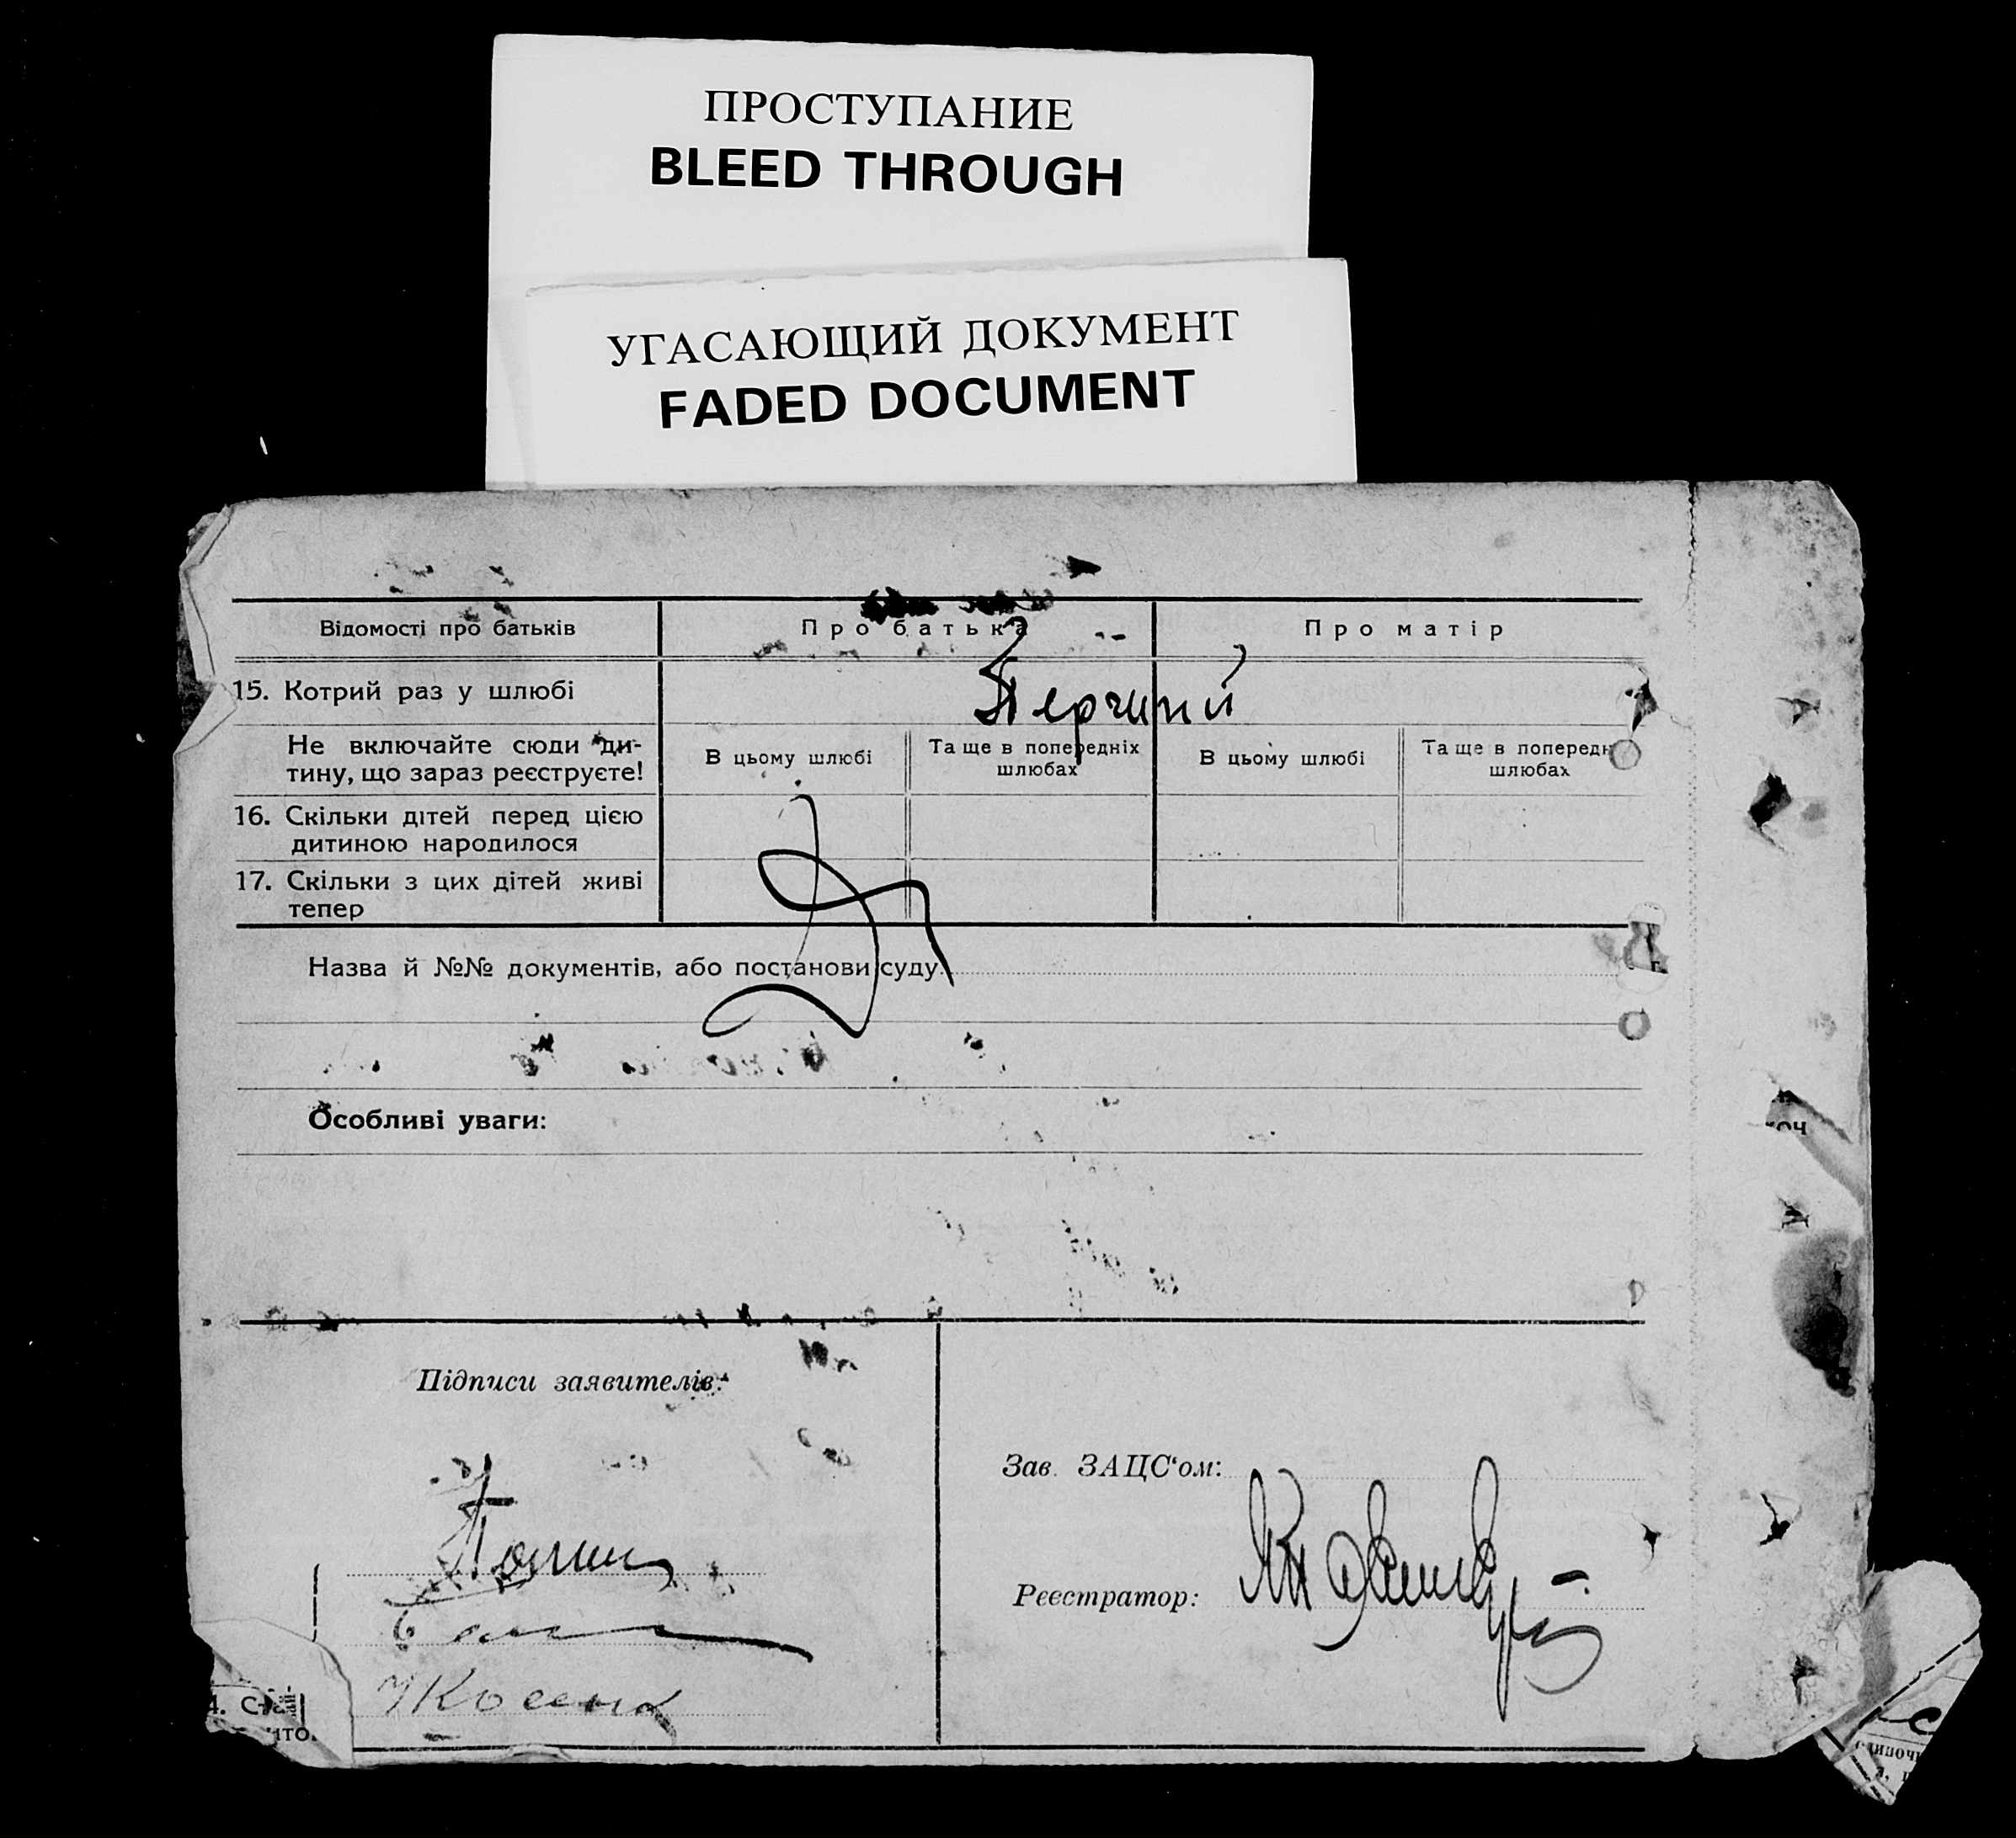 ПРОСТУПАНИЕ
BLEED THROUGH
УГАСАЮЩИЙ ДОКУМЕНТ
FADED DOCUMENT
Відомості про батьків Про батька Про матір
15. Котрий раз у шлюбі
Не включайте сюди ди-
тину, що зараз реєструєте!
В цьому шлюбі Та ще в попередніх
шлюбах
В цьому шлюбі Та ще в попередн
шлюбах
16. Скільки дітей перед цією
дитиною народилося
17. Скільки з цих дітей живі
тепер
Назва й №№ документів, або постанови суду
Особливі уваги:
Підписи заявителів:
Зав. ЗАЦС‘ом:
Реєстратор: